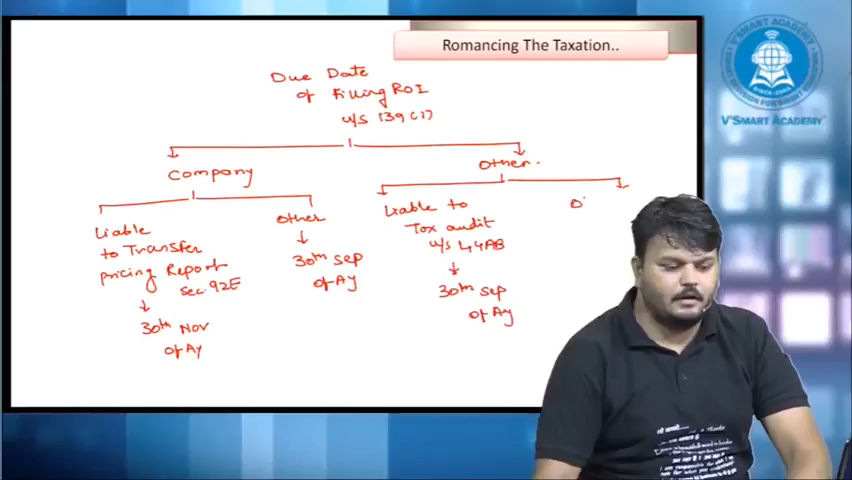 Romancing The Taxation..
V'SMART ACADEMY
V'SMART ACADEMY
Due Date
of Filling ROI
u/s 139(1)
Company
Other.
Liable
to Transfer
Pricing Report
Sec. 92E
30th Nov
of Ay
Other
30th Sep
of Ay
Liable to
Tax audit
u/s 44AB
30th Sep
of Ay
O